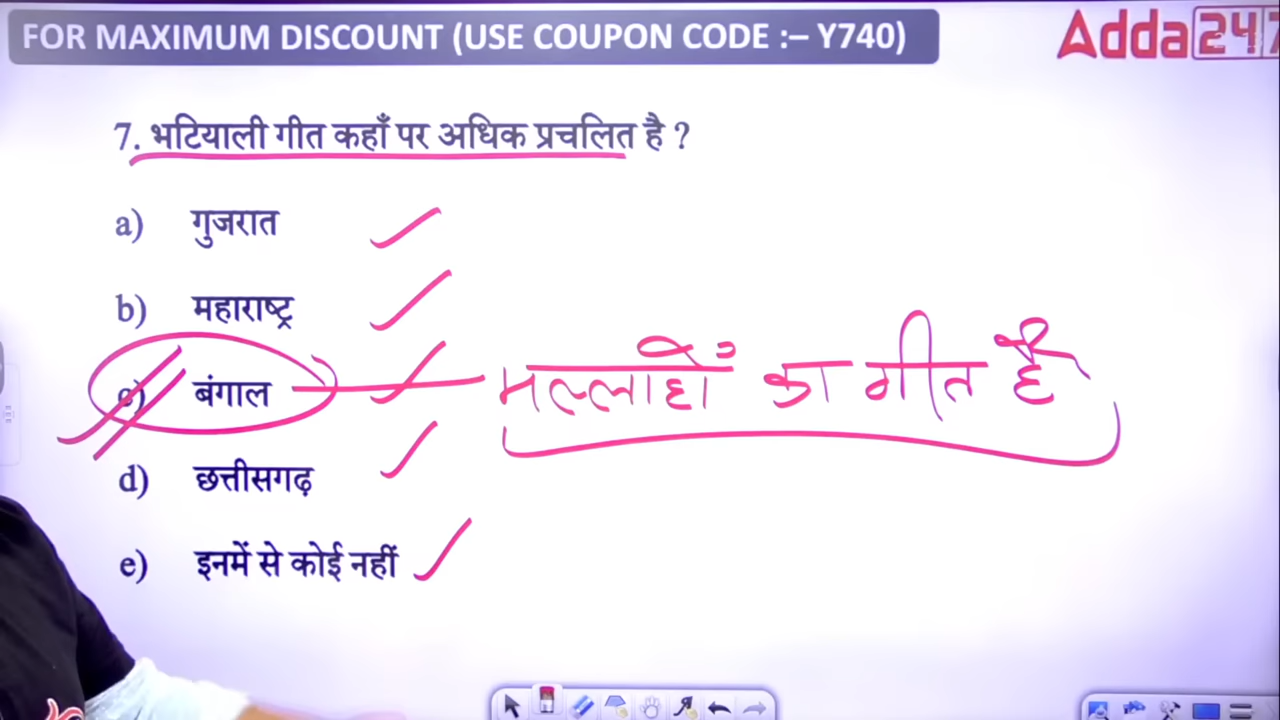 FOR MAXIMUM DISCOUNT (USE COUPON CODE :– Y740)
Adda247
7. भटियाली गीत कहाँ पर अधिक प्रचलित है ?
a) गुजरात
b) महाराष्ट्र
c) बंगाल मल्लाहों का गीत है
d) छत्तीसगढ़
e) इनमें से कोई नहीं